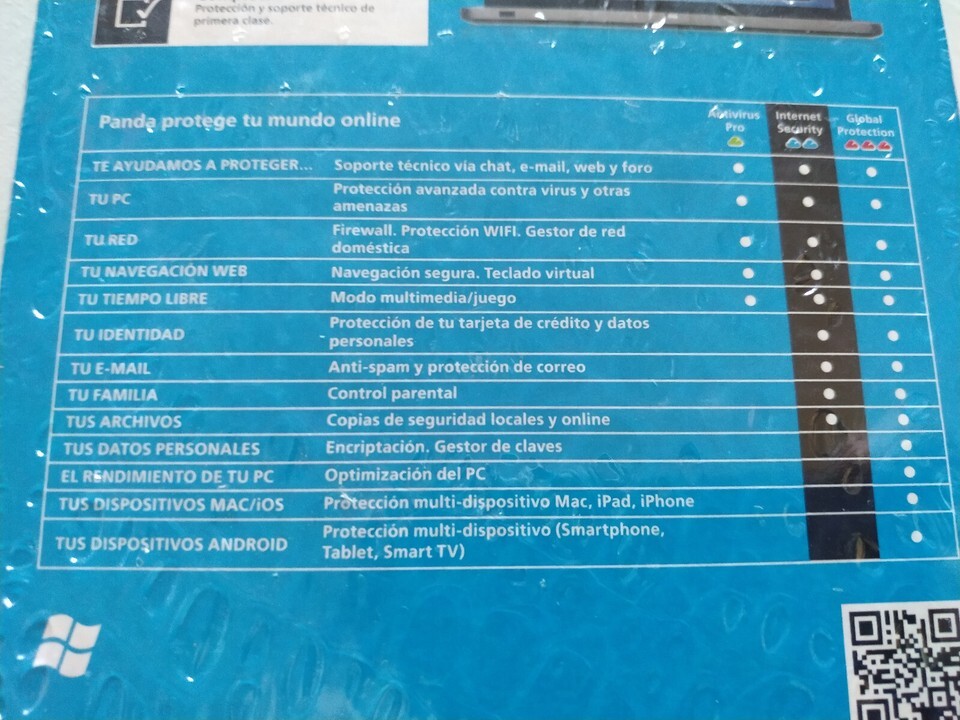 Protección y soporte técnico de
primera clase.
Panda protege tu mundo online
Antivirus
Pro
Internet
Security
Global
Protection
TE AYUDAMOS A PROTEGER... Soporte técnico vía chat, e-mail, web y foro
TU PC Protección avanzada contra virus y otras
amenazas
TU RED Firewall. Protección WIFI. Gestor de red
doméstica
TU NAVEGACIÓN WEB Navegación segura. Teclado virtual
TU TIEMPO LIBRE Modo multimedia/juego
TU IDENTIDAD Protección de tu tarjeta de crédito y datos
personales
TU E-MAIL Anti-spam y protección de correo
TU FAMILIA Control parental
TUS ARCHIVOS Copias de seguridad locales y online
TUS DATOS PERSONALES Encriptación. Gestor de claves
EL RENDIMIENTO DE TU PC Optimización del PC
TUS DISPOSITIVOS MAC/iOS Protección multi-dispositivo Mac, iPad, iPhone
TUS DISPOSITIVOS ANDROID Protección multi-dispositivo (Smartphone,
Tablet, Smart TV)